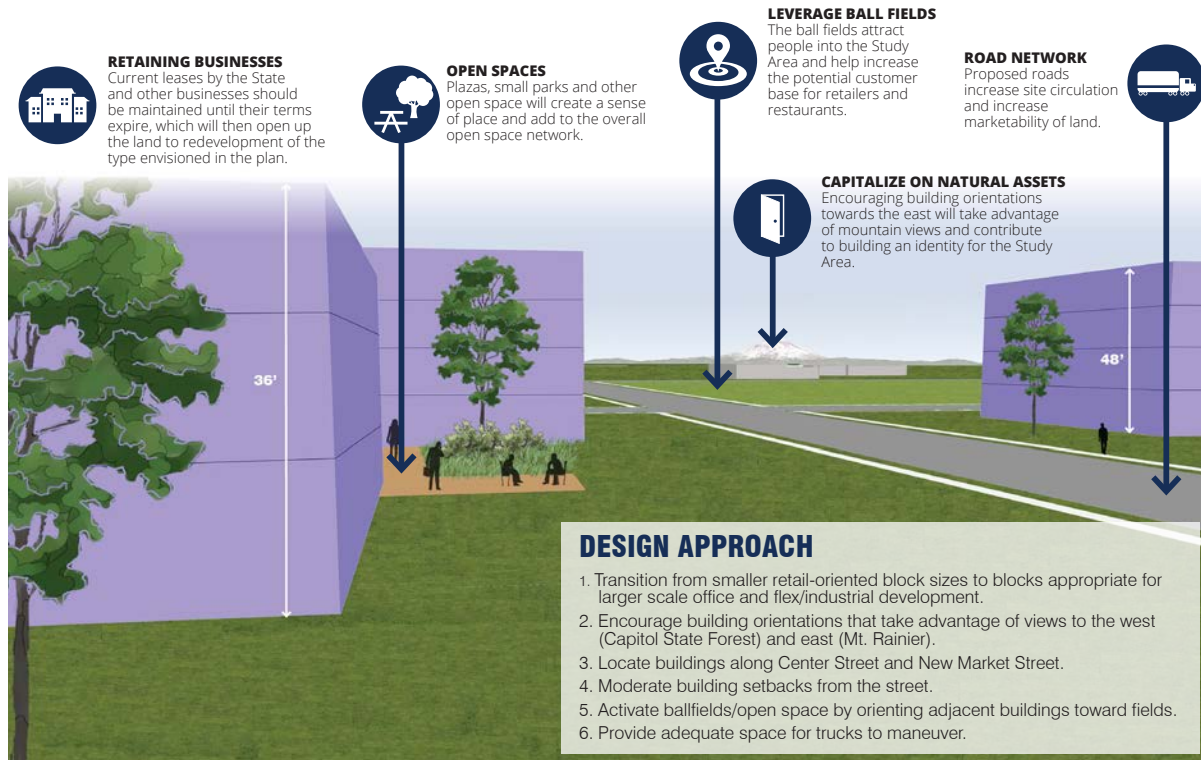 RETAINING BUSINESSES
Current leases by the State
and other businesses should
be maintained until their terms
expire, which will then open up
the land to redevelopment of the
type envisioned in the plan.
OPEN SPACES
Plazas, small parks and other
open space will create a sense
of place and add to the overall
open space network.
LEVERAGE BALL FIELDS
The ball fields attract
people into the Study
Area and help increase
the potential customer
base for retailers and
restaurants.
ROAD NETWORK
Proposed roads
increase site circulation
and increase
marketability of land.
CAPITALIZE ON NATURAL ASSETS
Encouraging building orientations
towards the east will take advantage
of mountain views and contribute
to building an identity for the Study
Area.
36'
48'
DESIGN APPROACH
1. Transition from smaller retail-oriented block sizes to blocks appropriate for
larger scale office and flex/industrial development.
2. Encourage building orientations that take advantage of views to the west
(Capitol State Forest) and east (Mt. Rainier).
3. Locate buildings along Center Street and New Market Street.
4. Moderate building setbacks from the street.
5. Activate ballfields/open space by orienting adjacent buildings toward fields.
6. Provide adequate space for trucks to maneuver.